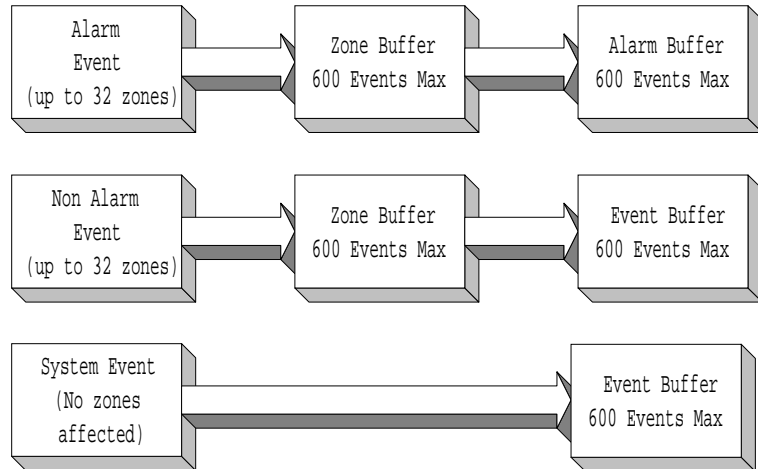 Alarm
Event
(up to 32 zones)
Zone Buffer
600 Events Max
Alarm Buffer
600 Events Max
Non Alarm
Event
(up to 32 zones)
Zone Buffer
600 Events Max
Event Buffer
600 Events Max
System Event
(No zones
affected)
Event Buffer
600 Events Max